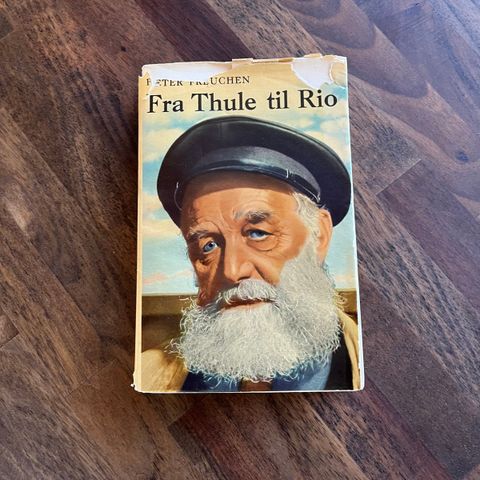 PETER FREUCHEN
Fra Thule til Rio